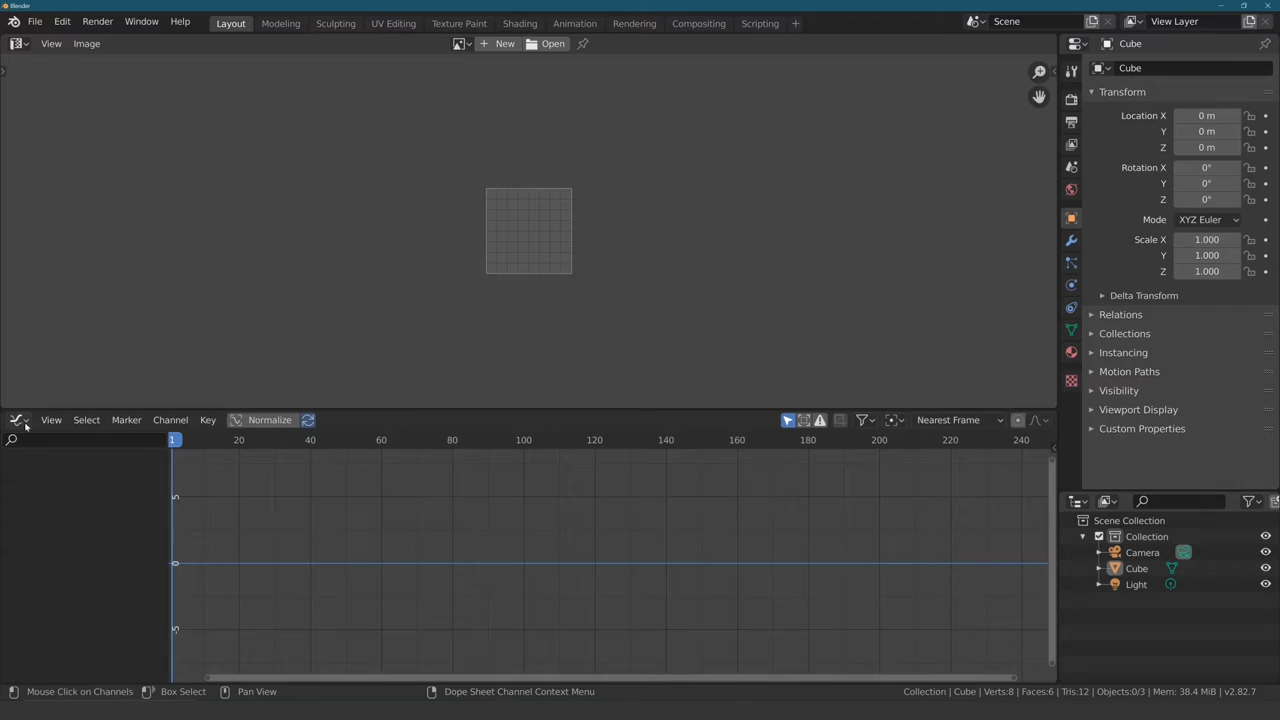 Blender
File Edit Render Window Help Layout Modeling Sculpting UV Editing Texture Paint Shading Animation Rendering Compositing Scripting + Scene View Layer
View Image New Open Cube
Cube
Transform
Location X 0 m
Y 0 m
Z 0 m
Rotation X 0°
Y 0°
Z 0°
Mode XYZ Euler
Scale X 1.000
Y 1.000
Z 1.000
Delta Transform
Relations
Collections
Instancing
Motion Paths
Visibility
Viewport Display
Custom Properties
View Select Marker Channel Key Normalize Nearest Frame
1 20 40 60 80 100 120 140 160 180 200 220 240
5
0
-5
Scene Collection
Collection
Camera
Cube
Light
Mouse Click on Channels Box Select Pan View Dope Sheet Channel Context Menu Collection | Cube | Verts:8 | Faces:6 | Tris:12 | Objects:0/3 | Mem: 38.4 MiB | v2.82.7